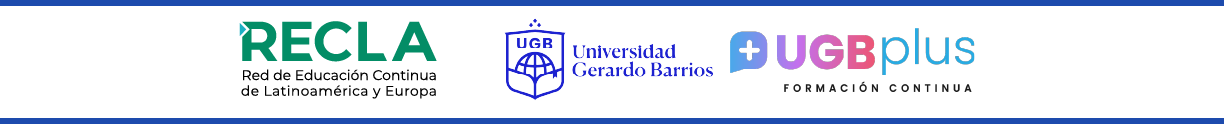 RECLA
Red de Educación Continua
de Latinoamérica y Europa
UGB
Universidad
Gerardo Barrios
UGBplus
FORMACIÓN CONTINUA